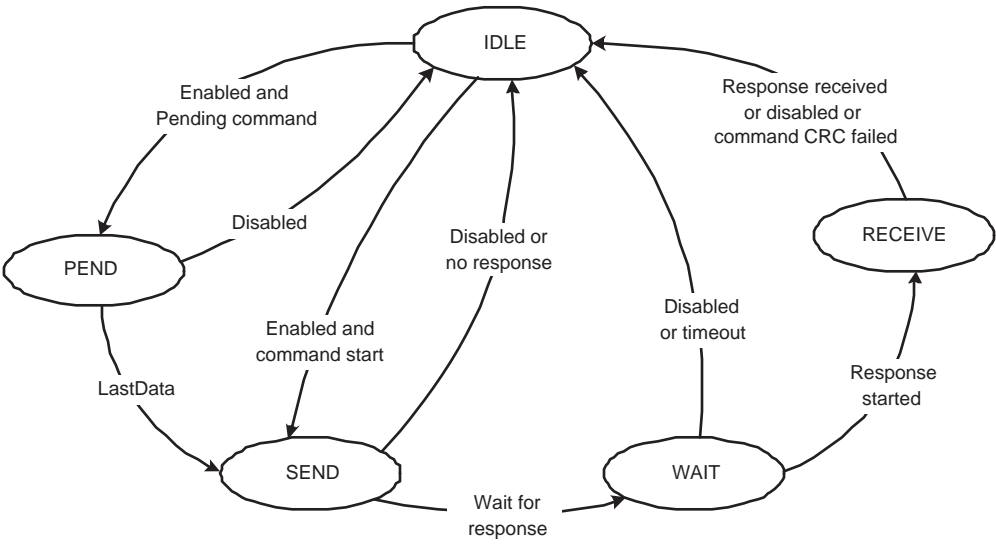 IDLE
Enabled and
Pending command
Response received
or disabled or
command CRC failed
Disabled
Disabled or
no response
RECEIVE
PEND
Disabled
or timeout
Enabled and
command start
LastData
Response
started
SEND
WAIT
Wait for
response